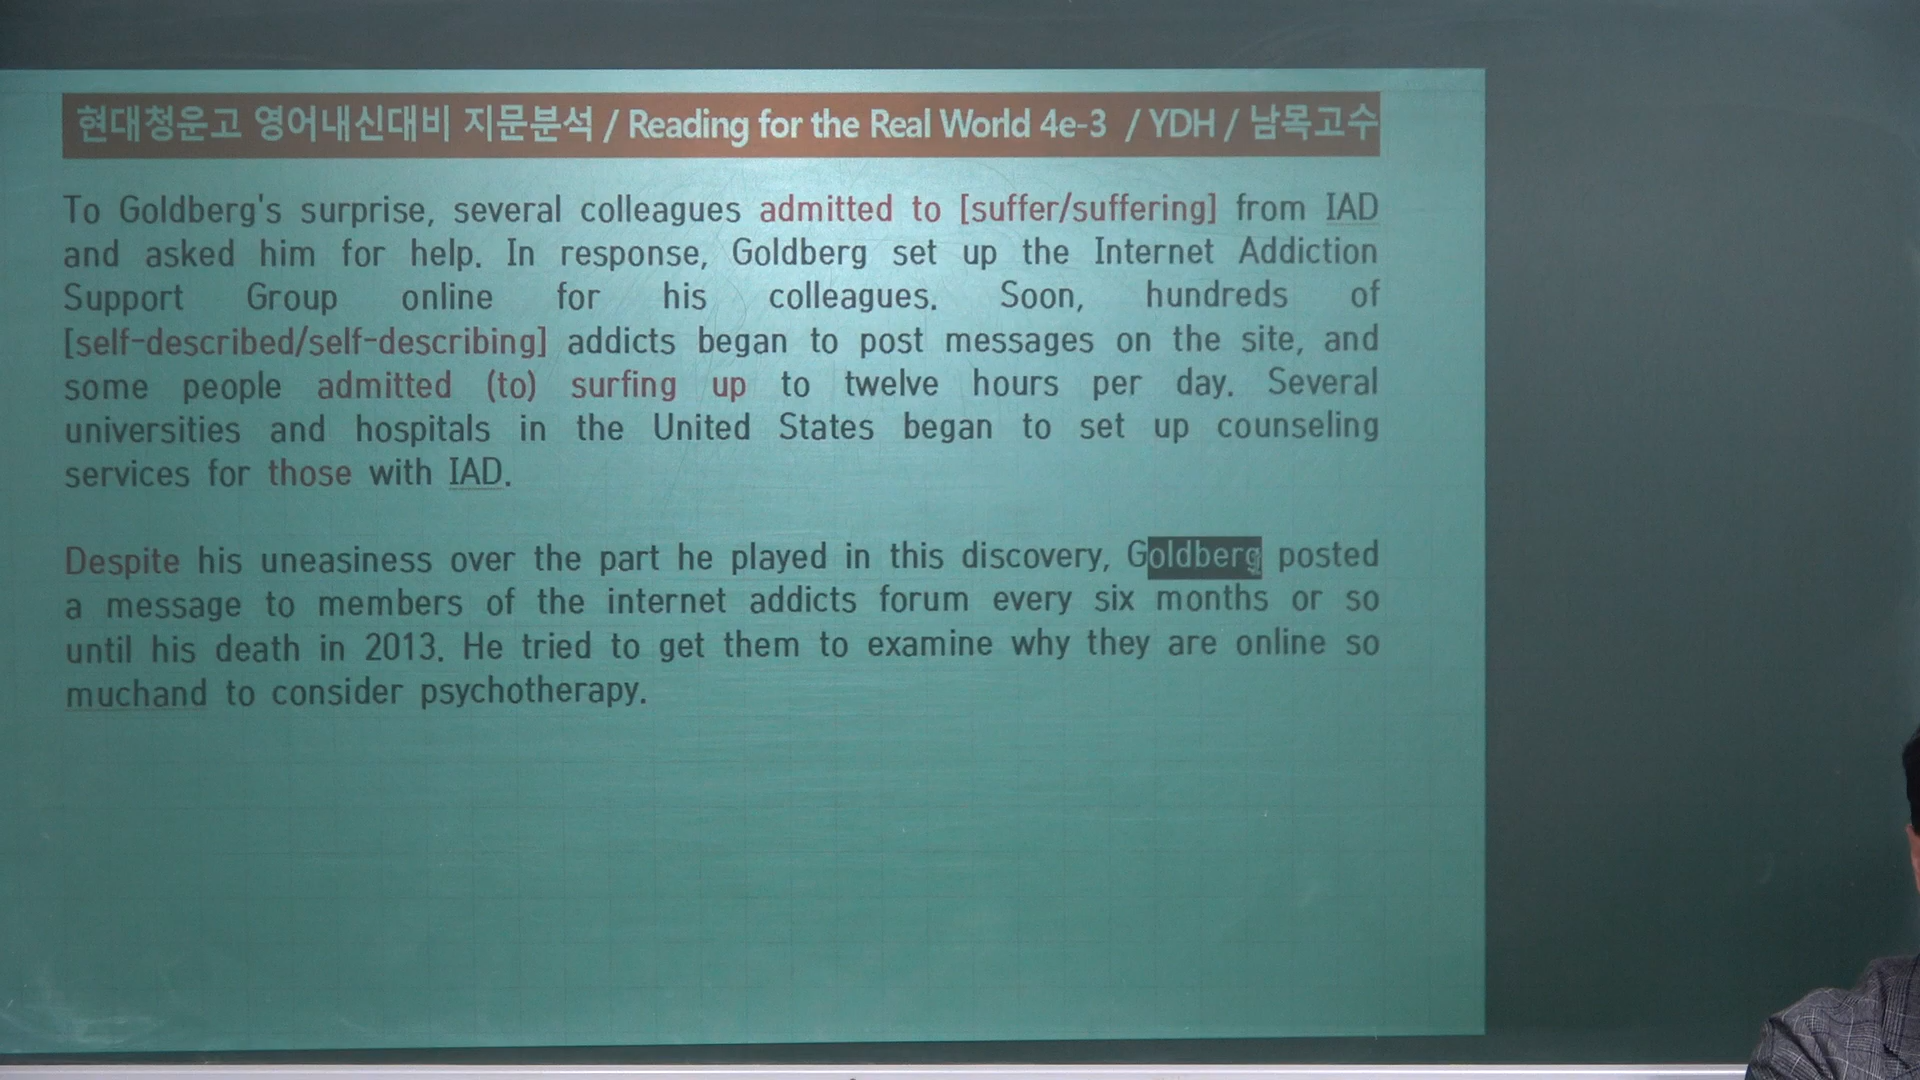 현대청운고 영어내신대비 지문분석 / Reading for the Real World 4e-3 / YDH / 남목고수
To Goldberg's surprise, several colleagues admitted to [suffer/suffering] from IAD
and asked him for help. In response, Goldberg set up the Internet Addiction
Support Group online for his colleagues. Soon, hundreds of
[self-described/self-describing] addicts began to post messages on the site, and
some people admitted (to) surfing up to twelve hours per day. Several
universities and hospitals in the United States began to set up counseling
services for those with IAD.
Despite his uneasiness over the part he played in this discovery, Goldberg posted
a message to members of the internet addicts forum every six months or so
until his death in 2013. He tried to get them to examine why they are online so
muchand to consider psychotherapy.